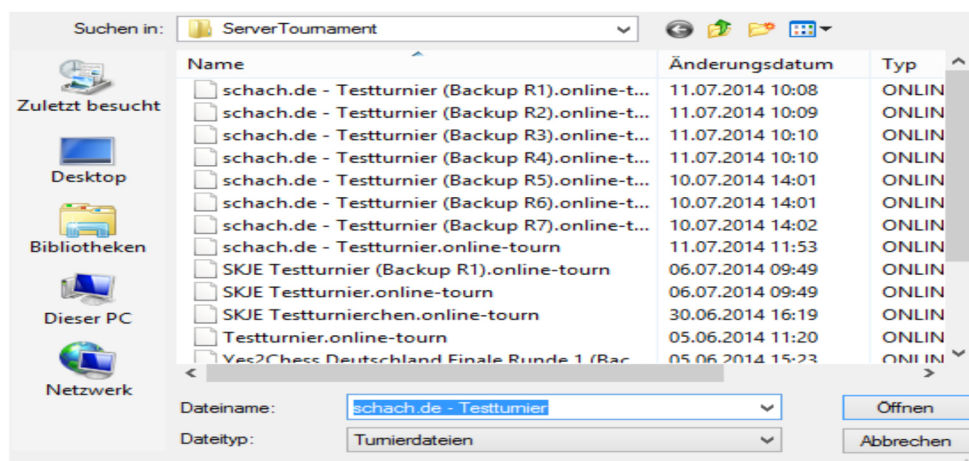 Suchen in: ServerTournament
Name Änderungsdatum Typ
schach.de - Testturnier (Backup R1).online-t... 11.07.2014 10:08 ONLIN
schach.de - Testturnier (Backup R2).online-t... 11.07.2014 10:09 ONLIN
schach.de - Testturnier (Backup R3).online-t... 11.07.2014 10:10 ONLIN
schach.de - Testturnier (Backup R4).online-t... 11.07.2014 10:10 ONLIN
schach.de - Testturnier (Backup R5).online-t... 10.07.2014 14:01 ONLIN
schach.de - Testturnier (Backup R6).online-t... 10.07.2014 14:01 ONLIN
schach.de - Testturnier (Backup R7).online-t... 10.07.2014 14:02 ONLIN
schach.de - Testturnier.online-tourn 11.07.2014 11:53 ONLIN
SKJE Testturnier (Backup R1).online-tourn 06.07.2014 09:49 ONLIN
SKJE Testturnier.online-tourn 06.07.2014 09:49 ONLIN
SKJE Testturnierchen.online-tourn 30.06.2014 16:19 ONLIN
Testturnier.online-tourn 05.06.2014 11:20 ONLIN
Yes2Chess Deutschland Finale Runde 1 (Bac... 05.06.2014 15:23 ONLIN
Zuletzt besucht
Desktop
Bibliotheken
Dieser PC
Netzwerk
Dateiname: schach.de - Testturnier Öffnen
Dateityp: Turnierdateien Abbrechen